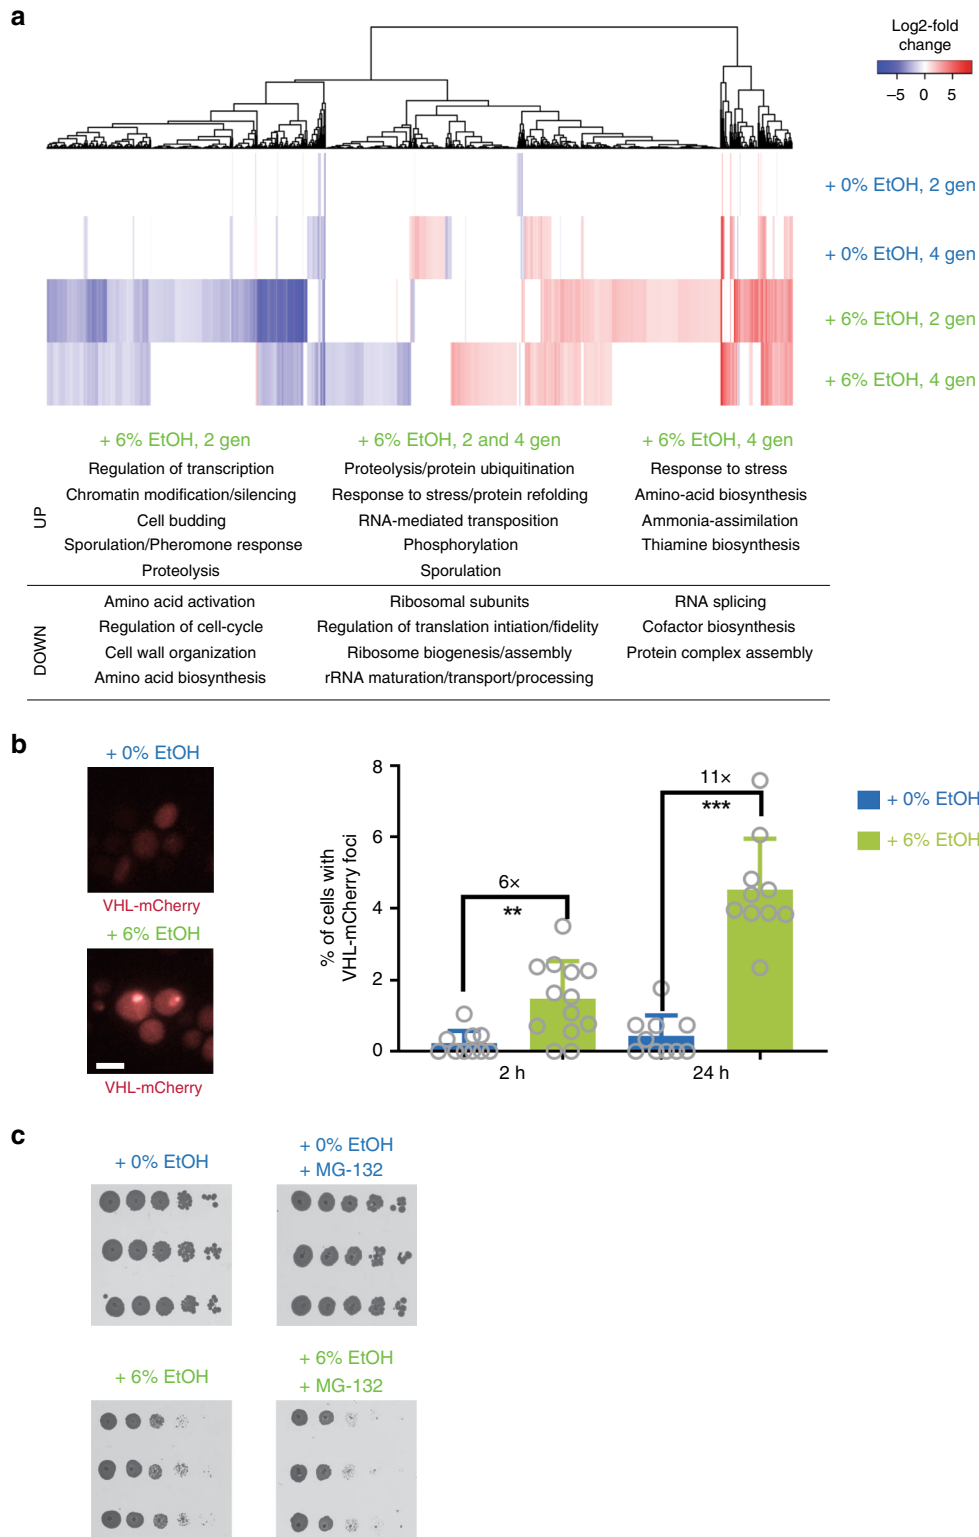 a
Log2-fold
change
–5 0 5
+ 0% EtOH, 2 gen
+ 0% EtOH, 4 gen
+ 6% EtOH, 2 gen
+ 6% EtOH, 4 gen
+ 6% EtOH, 2 gen
+ 6% EtOH, 2 and 4 gen
+ 6% EtOH, 4 gen
UP
Regulation of transcription
Chromatin modification/silencing
Cell budding
Sporulation/Pheromone response
Proteolysis
Proteolysis/protein ubiquitination
Response to stress/protein refolding
RNA-mediated transposition
Phosphorylation
Sporulation
Response to stress
Amino-acid biosynthesis
Ammonia-assimilation
Thiamine biosynthesis
DOWN
Amino acid activation
Regulation of cell-cycle
Cell wall organization
Amino acid biosynthesis
Ribosomal subunits
Regulation of translation intiation/fidelity
Ribosome biogenesis/assembly
rRNA maturation/transport/processing
RNA splicing
Cofactor biosynthesis
Protein complex assembly
b
+ 0% EtOH
VHL-mCherry
+ 6% EtOH
VHL-mCherry
% of cells with
VHL-mCherry foci
8
6
4
2
0
6×
**
11×
***
2 h
24 h
+ 0% EtOH
+ 6% EtOH
c
+ 0% EtOH
+ 0% EtOH
+ MG-132
+ 6% EtOH
+ 6% EtOH
+ MG-132